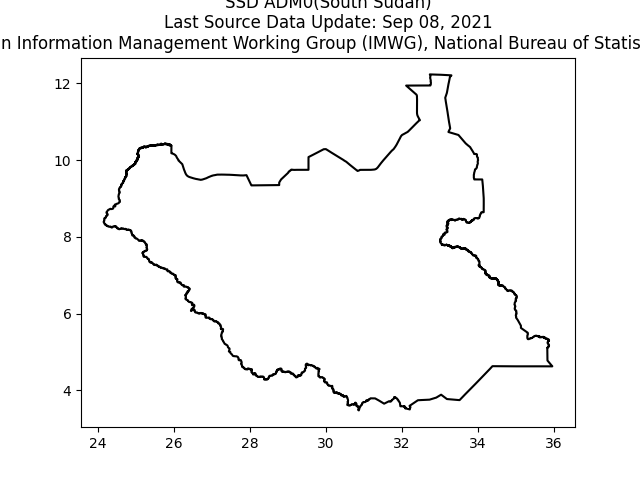 SSD ADM0(South Sudan)
Last Source Data Update: Sep 08, 2021
n Information Management Working Group (IMWG), National Bureau of Statis
12
10
8
6
4
24 26 28 30 32 34 36